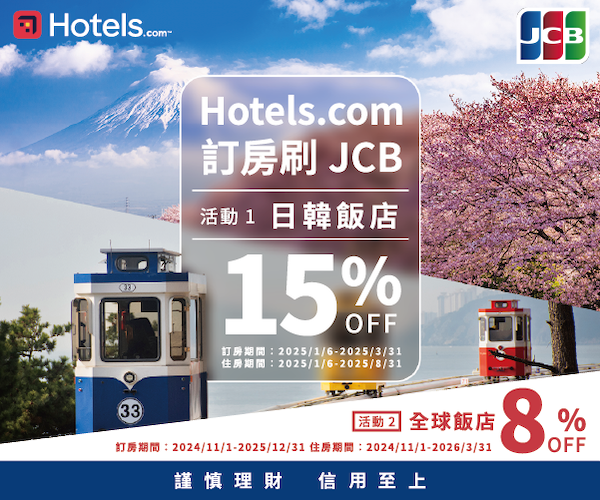 Hotels.com™
JCB
Hotels.com
訂房刷 JCB
活動1 日韓飯店
15%
OFF
訂房期間：2025/1/6-2025/3/31
住房期間：2025/1/6-2025/8/31
33
33
活動2 全球飯店 8%
OFF
訂房期間：2024/11/1-2025/12/31 住房期間：2024/11/1-2026/3/31
謹慎理財 信用至上